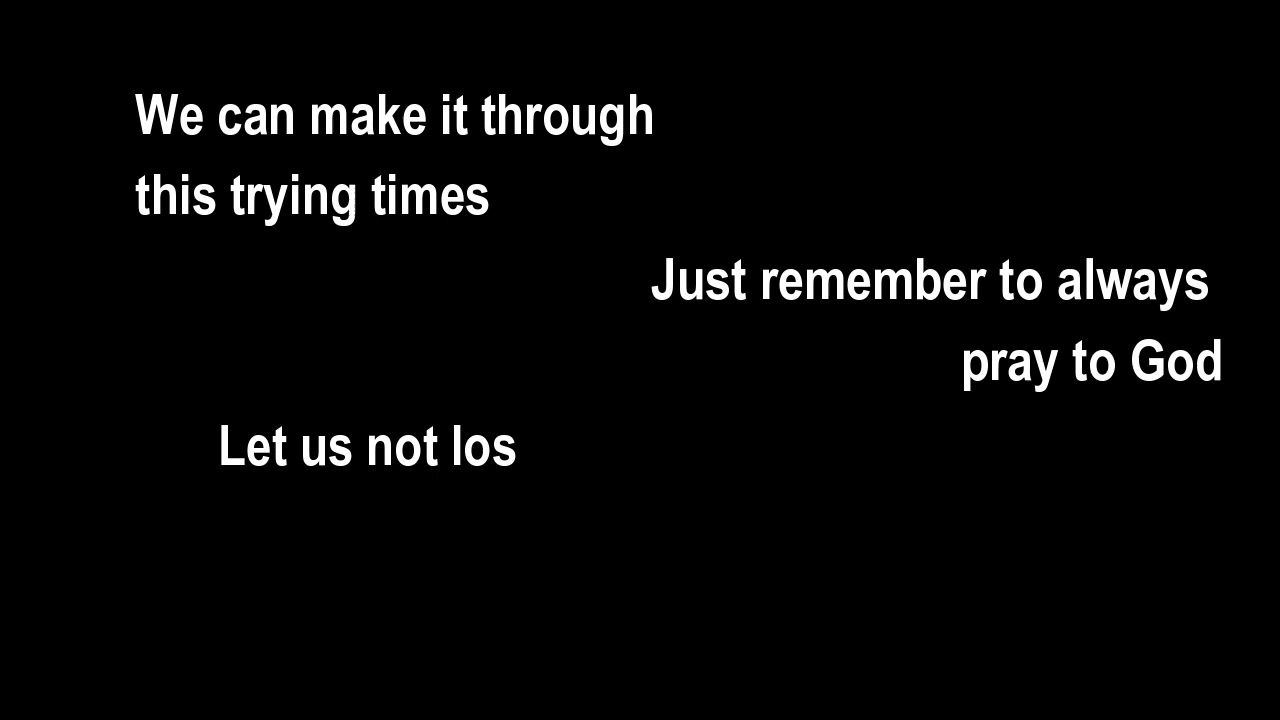 We can make it through
this trying times
Just remember to always
pray to God
Let us not los